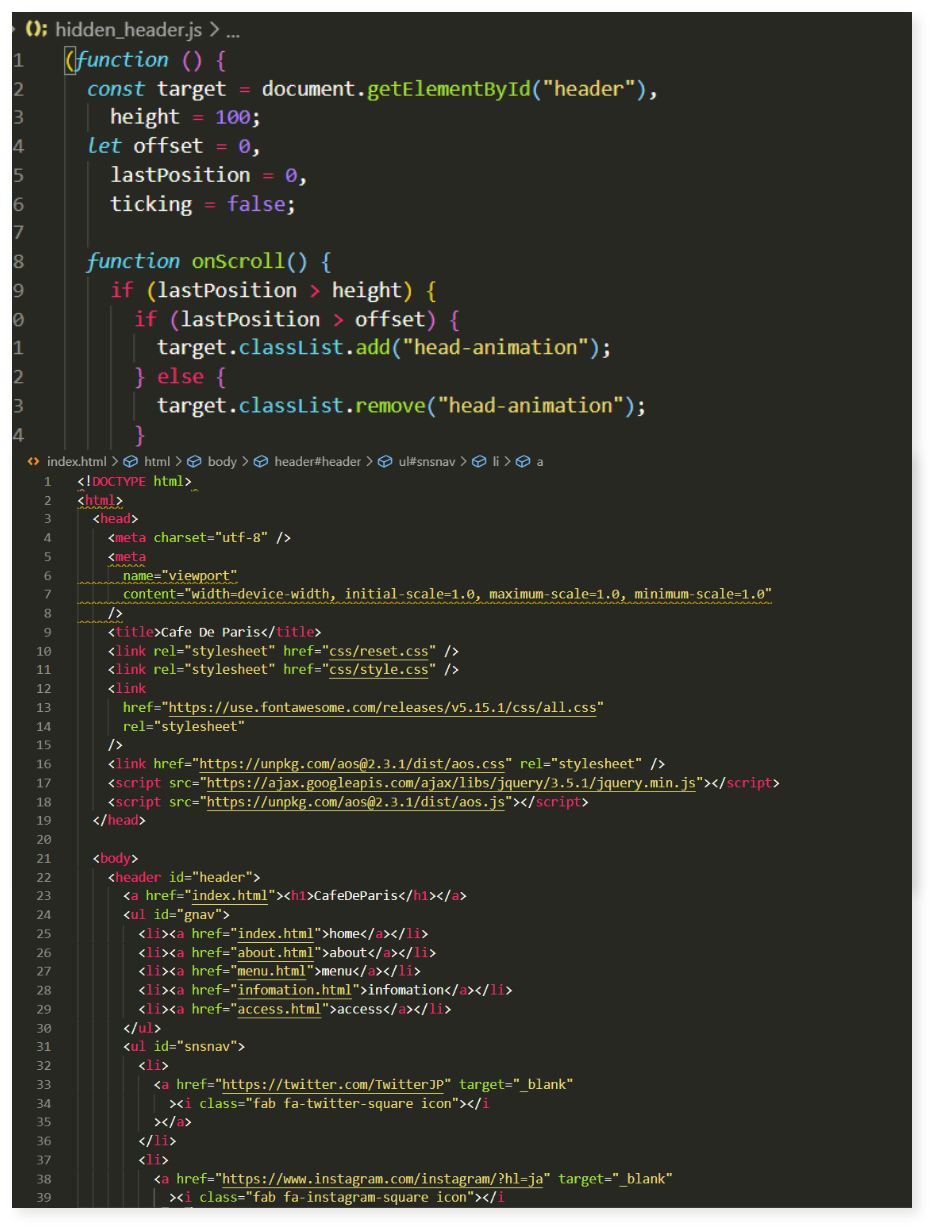 hidden_header.js > ...
1 (function () {
2 const target = document.getElementById("header"),
3 height = 100;
4 let offset = 0,
5 lastPosition = 0,
6 ticking = false;
7
8 function onScroll() {
9 if (lastPosition > height) {
0 if (lastPosition > offset) {
1 target.classList.add("head-animation");
2 } else {
3 target.classList.remove("head-animation");
4 }
index.html > html > body > header#header > ul#snsnav > li > a
1 <!DOCTYPE html>
2 <html>
3 <head>
4 <meta charset="utf-8" />
5 <meta
6 name="viewport"
7 content="width=device-width, initial-scale=1.0, maximum-scale=1.0, minimum-scale=1.0"
8 />
9 <title>Cafe De Paris</title>
10 <link rel="stylesheet" href="css/reset.css" />
11 <link rel="stylesheet" href="css/style.css" />
12 <link
13 href="https://use.fontawesome.com/releases/v5.15.1/css/all.css"
14 rel="stylesheet"
15 />
16 <link href="https://unpkg.com/aos@2.3.1/dist/aos.css" rel="stylesheet" />
17 <script src="https://ajax.googleapis.com/ajax/libs/jquery/3.5.1/jquery.min.js"></script>
18 <script src="https://unpkg.com/aos@2.3.1/dist/aos.js"></script>
19 </head>
20
21 <body>
22 <header id="header">
23 <a href="index.html"><h1>CafeDeParis</h1></a>
24 <ul id="gnav">
25 <li><a href="index.html">home</a></li>
26 <li><a href="about.html">about</a></li>
27 <li><a href="menu.html">menu</a></li>
28 <li><a href="infomation.html">infomation</a></li>
29 <li><a href="access.html">access</a></li>
30 </ul>
31 <ul id="snsnav">
32 <li>
33 <a href="https://twitter.com/TwitterJP" target="_blank"
34 ><i class="fab fa-twitter-square icon"></i
35 ></a>
36 </li>
37 <li>
38 <a href="https://www.instagram.com/instagram/?hl=ja" target="_blank"
39 ><i class="fab fa-instagram-square icon"></i